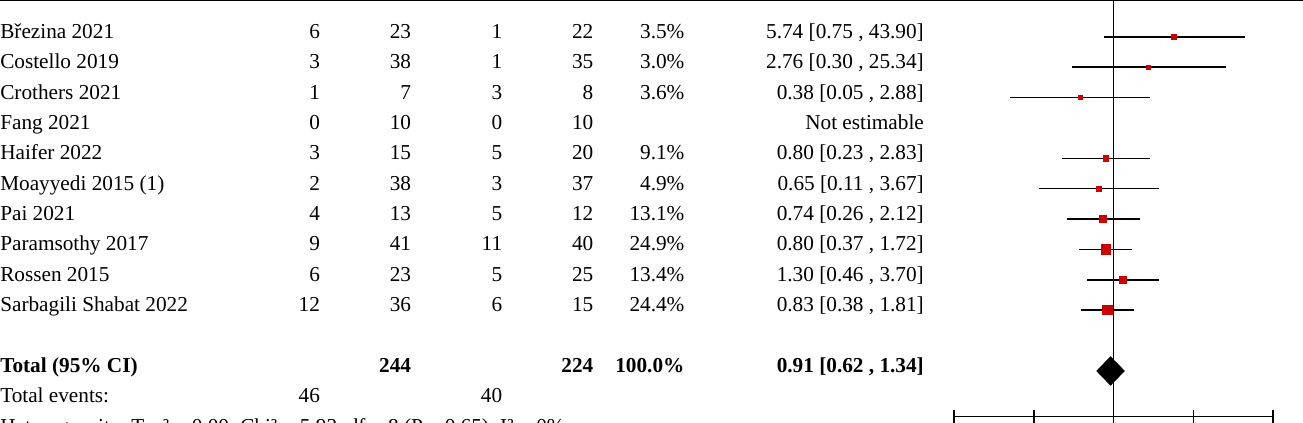 Březina 2021 6 23 1 22 3.5% 5.74 [0.75 , 43.90]
Costello 2019 3 38 1 35 3.0% 2.76 [0.30 , 25.34]
Crothers 2021 1 7 3 8 3.6% 0.38 [0.05 , 2.88]
Fang 2021 0 10 0 10 Not estimable
Haifer 2022 3 15 5 20 9.1% 0.80 [0.23 , 2.83]
Moayyedi 2015 (1) 2 38 3 37 4.9% 0.65 [0.11 , 3.67]
Pai 2021 4 13 5 12 13.1% 0.74 [0.26 , 2.12]
Paramsothy 2017 9 41 11 40 24.9% 0.80 [0.37 , 1.72]
Rossen 2015 6 23 5 25 13.4% 1.30 [0.46 , 3.70]
Sarbagili Shabat 2022 12 36 6 15 24.4% 0.83 [0.38 , 1.81]
Total (95% CI) 244 224 100.0% 0.91 [0.62 , 1.34]
Total events: 46 40